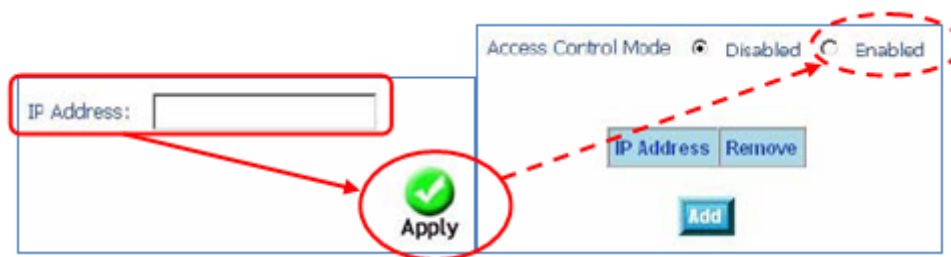 Access Control Mode Disabled Enabled
IP Address:
IP Address Remove
Apply
Add